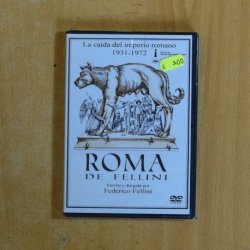 La caída del imperio romano
1931-1972
ROMA
DE FELLINI
Escrita y dirigida por
Federico Fellini
DVD